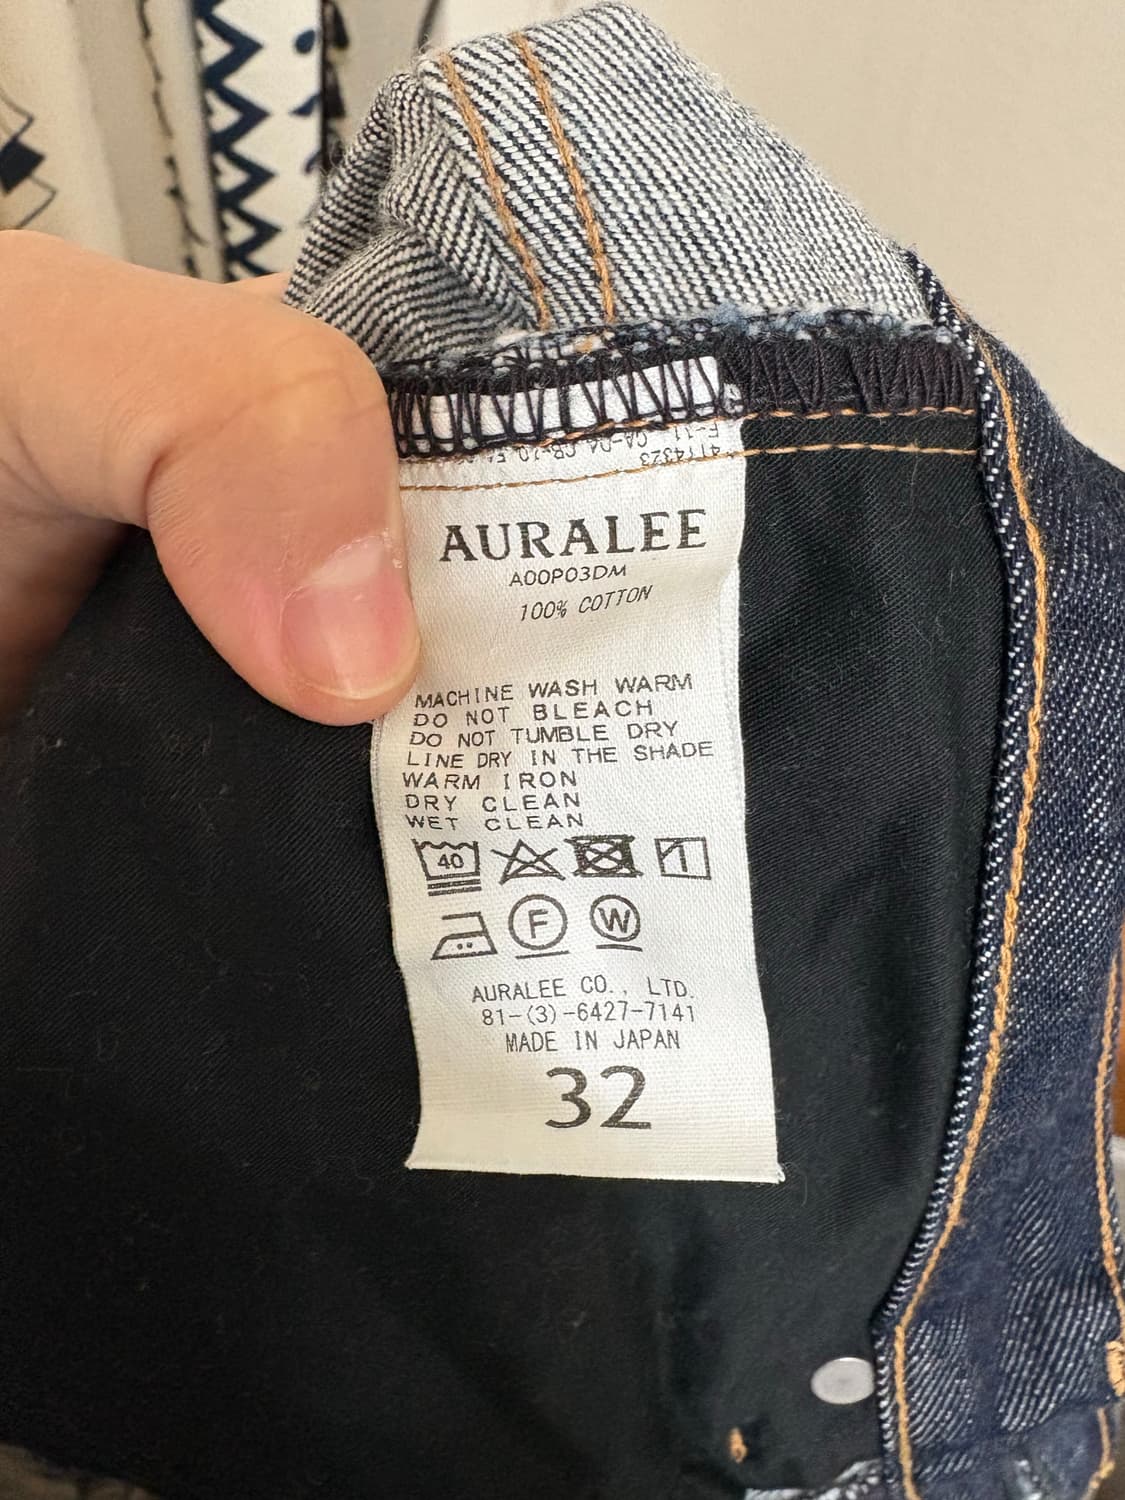 AURALEE
A00P03DM
100% COTTON
MACHINE WASH WARM
DO NOT BLEACH
DO NOT TUMBLE DRY
LINE DRY IN THE SHADE
WARM IRON
DRY CLEAN
WET CLEAN
40
F W
AURALEE CO., LTD.
81-(3)-6427-7141
MADE IN JAPAN
32